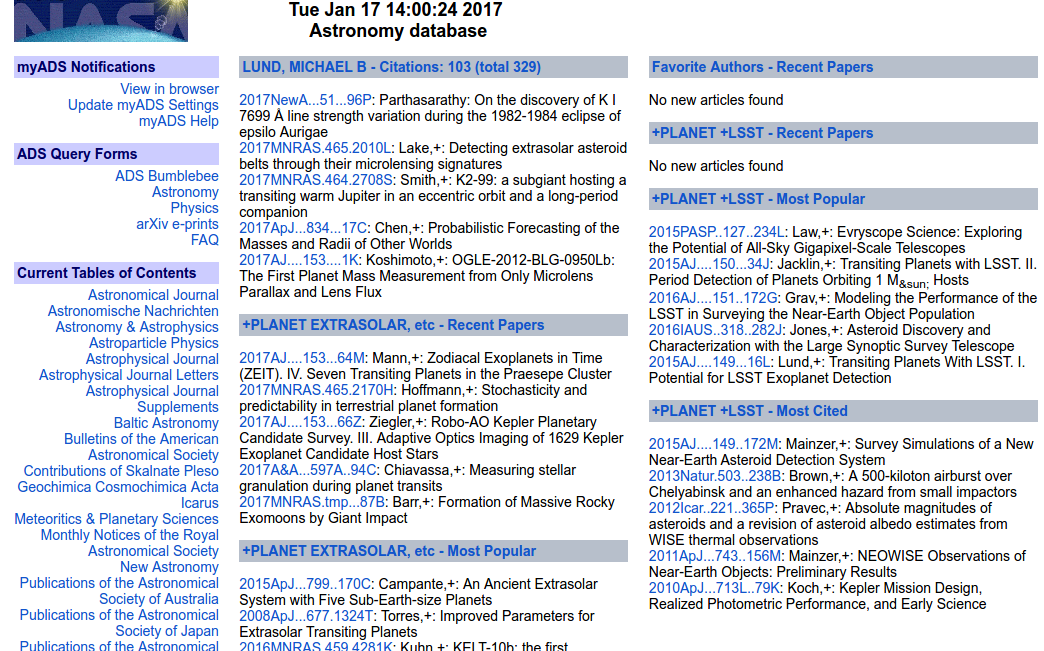 NASA
Tue Jan 17 14:00:24 2017
Astronomy database
myADS Notifications
View in browser
Update myADS Settings
myADS Help
ADS Query Forms
ADS Bumblebee
Astronomy
Physics
arXiv e-prints
FAQ
Current Tables of Contents
Astronomical Journal
Astronomische Nachrichten
Astronomy & Astrophysics
Astroparticle Physics
Astrophysical Journal
Astrophysical Journal Letters
Astrophysical Journal
Supplements
Baltic Astronomy
Bulletins of the American
Astronomical Society
Contributions of Skalnate Pleso
Geochimica Cosmochimica Acta
Icarus
Meteoritics & Planetary Sciences
Monthly Notices of the Royal
Astronomical Society
New Astronomy
Publications of the Astronomical
Society of Australia
Publications of the Astronomical
Society of Japan
Publications of the Astronomical
LUND, MICHAEL B - Citations: 103 (total 329)
2017NewA...51...96P: Parthasarathy: On the discovery of K I
7699 Å line strength variation during the 1982-1984 eclipse of
epsilo Aurigae
2017MNRAS.465.2010L: Lake,+: Detecting extrasolar asteroid
belts through their microlensing signatures
2017MNRAS.464.2708S: Smith,+: K2-99: a subgiant hosting a
transiting warm Jupiter in an eccentric orbit and a long-period
companion
2017ApJ...834...17C: Chen,+: Probabilistic Forecasting of the
Masses and Radii of Other Worlds
2017AJ....153....1K: Koshimoto,+: OGLE-2012-BLG-0950Lb:
The First Planet Mass Measurement from Only Microlens
Parallax and Lens Flux
+PLANET EXTRASOLAR, etc - Recent Papers
2017AJ....153...64M: Mann,+: Zodiacal Exoplanets in Time
(ZEIT). IV. Seven Transiting Planets in the Praesepe Cluster
2017MNRAS.465.2170H: Hoffmann,+: Stochasticity and
predictability in terrestrial planet formation
2017AJ....153...66Z: Ziegler,+: Robo-AO Kepler Planetary
Candidate Survey. III. Adaptive Optics Imaging of 1629 Kepler
Exoplanet Candidate Host Stars
2017A&A...597A..94C: Chiavassa,+: Measuring stellar
granulation during planet transits
2017MNRAS.tmp...87B: Barr,+: Formation of Massive Rocky
Exomoons by Giant Impact
+PLANET EXTRASOLAR, etc - Most Popular
2015ApJ...799..170C: Campante,+: An Ancient Extrasolar
System with Five Sub-Earth-size Planets
2008ApJ...677.1324T: Torres,+: Improved Parameters for
Extrasolar Transiting Planets
2016MNRAS.459.4281K: Kuhn,+: KELT-10b: the first
Favorite Authors - Recent Papers
No new articles found
+PLANET +LSST - Recent Papers
No new articles found
+PLANET +LSST - Most Popular
2015PASP..127..234L: Law,+: Evryscope Science: Exploring
the Potential of All-Sky Gigapixel-Scale Telescopes
2015AJ....150...34J: Jacklin,+: Transiting Planets with LSST. II.
Period Detection of Planets Orbiting 1 M&sun; Hosts
2016AJ....151..172G: Grav,+: Modeling the Performance of the
LSST in Surveying the Near-Earth Object Population
2016IAUS..318..282J: Jones,+: Asteroid Discovery and
Characterization with the Large Synoptic Survey Telescope
2015AJ....149...16L: Lund,+: Transiting Planets With LSST. I.
Potential for LSST Exoplanet Detection
+PLANET +LSST - Most Cited
2015AJ....149..172M: Mainzer,+: Survey Simulations of a New
Near-Earth Asteroid Detection System
2013Natur.503..238B: Brown,+: A 500-kiloton airburst over
Chelyabinsk and an enhanced hazard from small impactors
2012Icar..221..365P: Pravec,+: Absolute magnitudes of
asteroids and a revision of asteroid albedo estimates from
WISE thermal observations
2011ApJ...743..156M: Mainzer,+: NEOWISE Observations of
Near-Earth Objects: Preliminary Results
2010ApJ...713L..79K: Koch,+: Kepler Mission Design,
Realized Photometric Performance, and Early Science